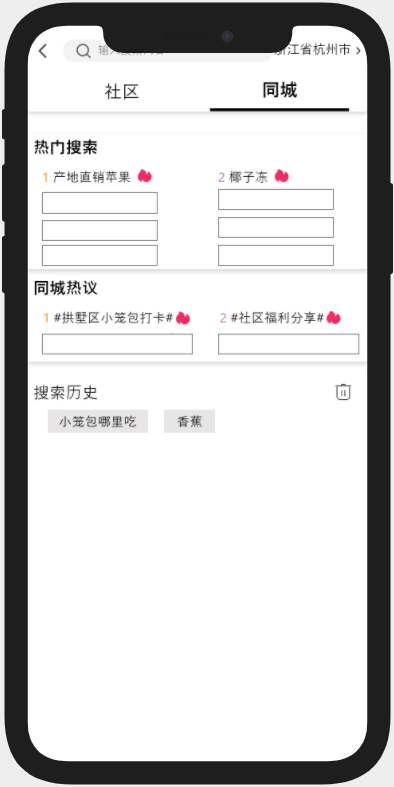 浙江省杭州市
社区 同城
热门搜索
1 产地直销苹果 2 椰子冻
同城热议
1 #拱墅区小笼包打卡# 2 #社区福利分享#
搜索历史
小笼包哪里吃 香蕉